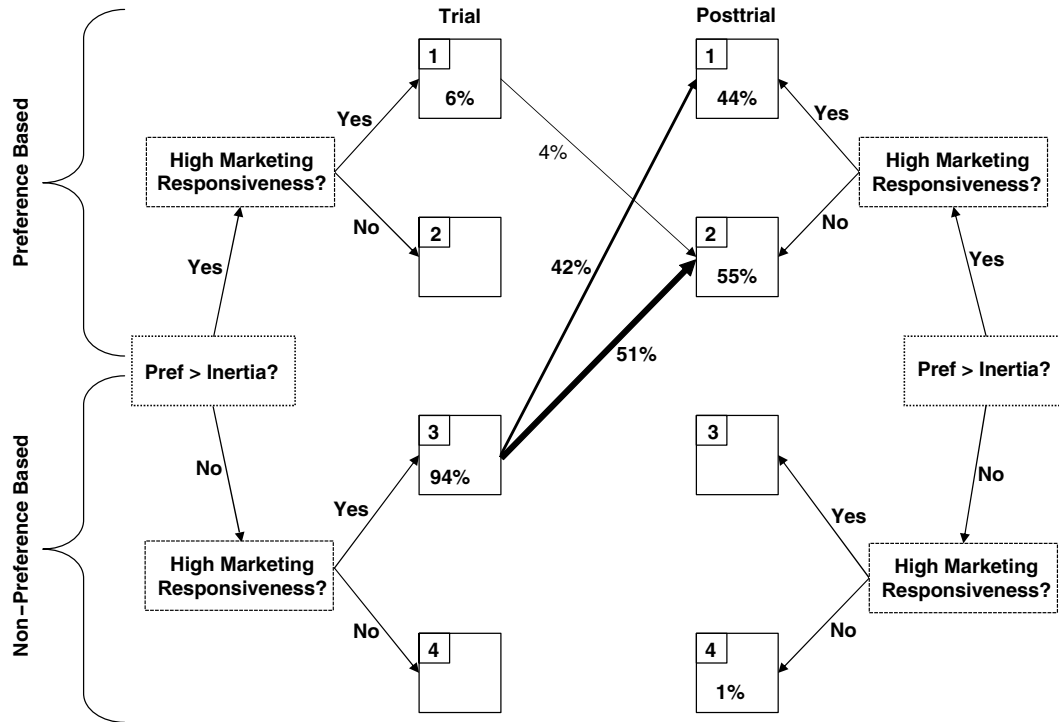 Trial
Posttrial
Preference Based
Non-Preference Based
1
6%
1
44%
Yes
4%
Yes
High Marketing
Responsiveness?
High Marketing
Responsiveness?
No
2
2
55%
No
Yes
42%
Yes
51%
Pref > Inertia?
Pref > Inertia?
3
94%
3
No
No
Yes
Yes
High Marketing
Responsiveness?
High Marketing
Responsiveness?
No
No
4
4
1%